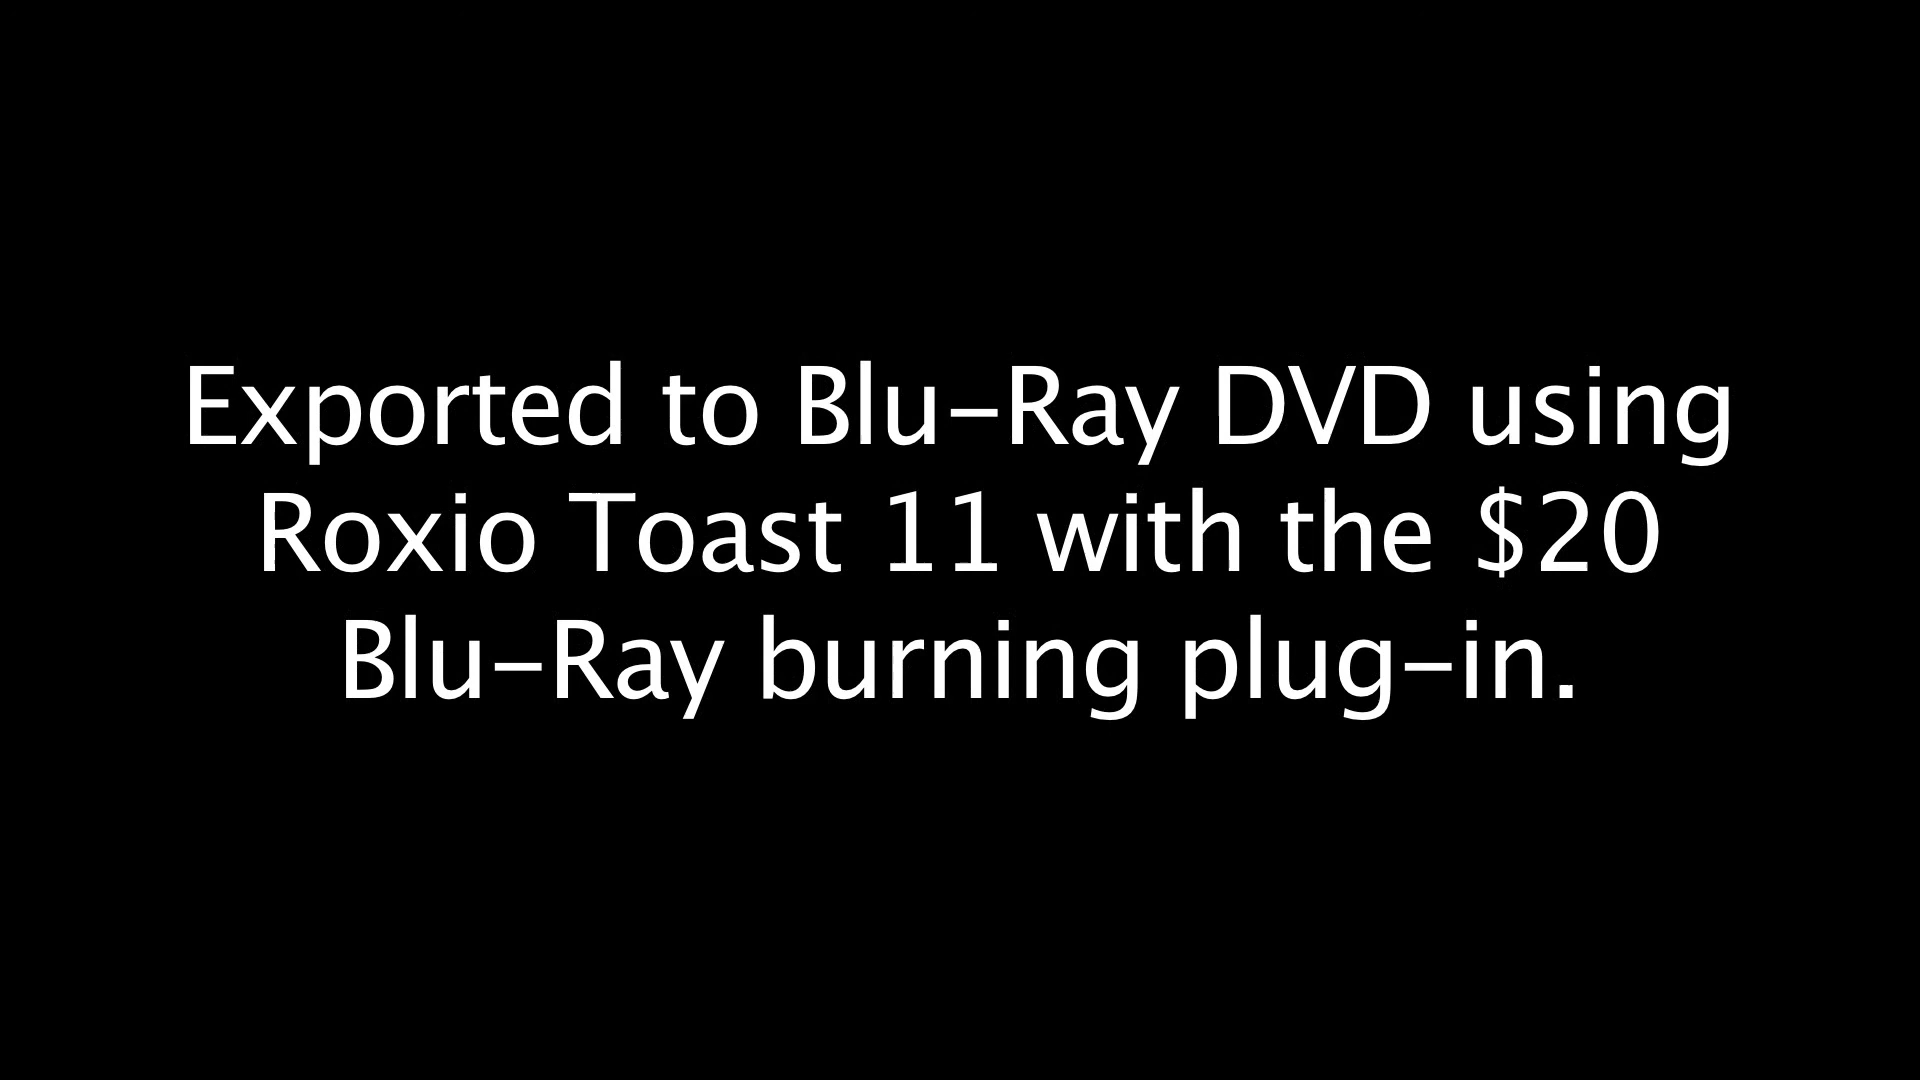 Exported to Blu-Ray DVD using
Roxio Toast 11 with the $20
Blu-Ray burning plug-in.